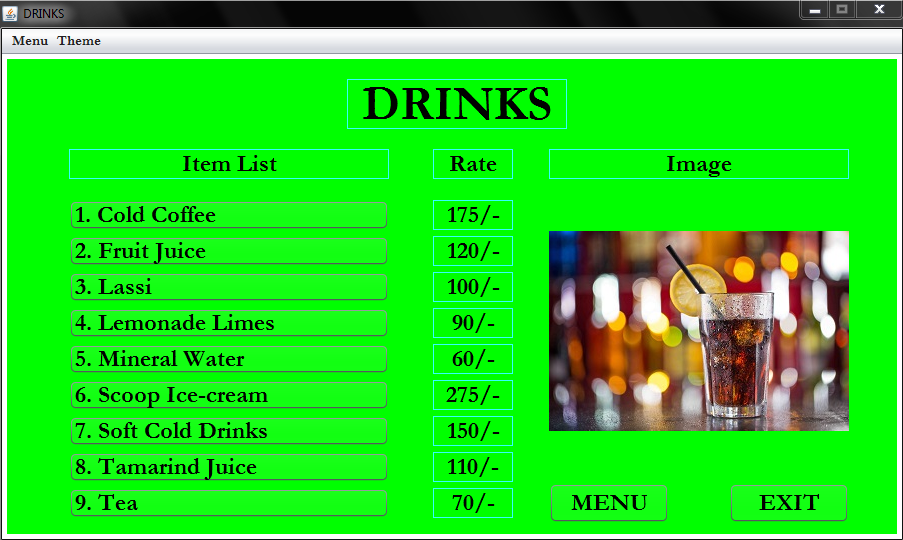 DRINKS
Menu Theme
DRINKS
Item List Rate Image
1. Cold Coffee 175/-
2. Fruit Juice 120/-
3. Lassi 100/-
4. Lemonade Limes 90/-
5. Mineral Water 60/-
6. Scoop Ice-cream 275/-
7. Soft Cold Drinks 150/-
8. Tamarind Juice 110/-
9. Tea 70/-
MENU EXIT